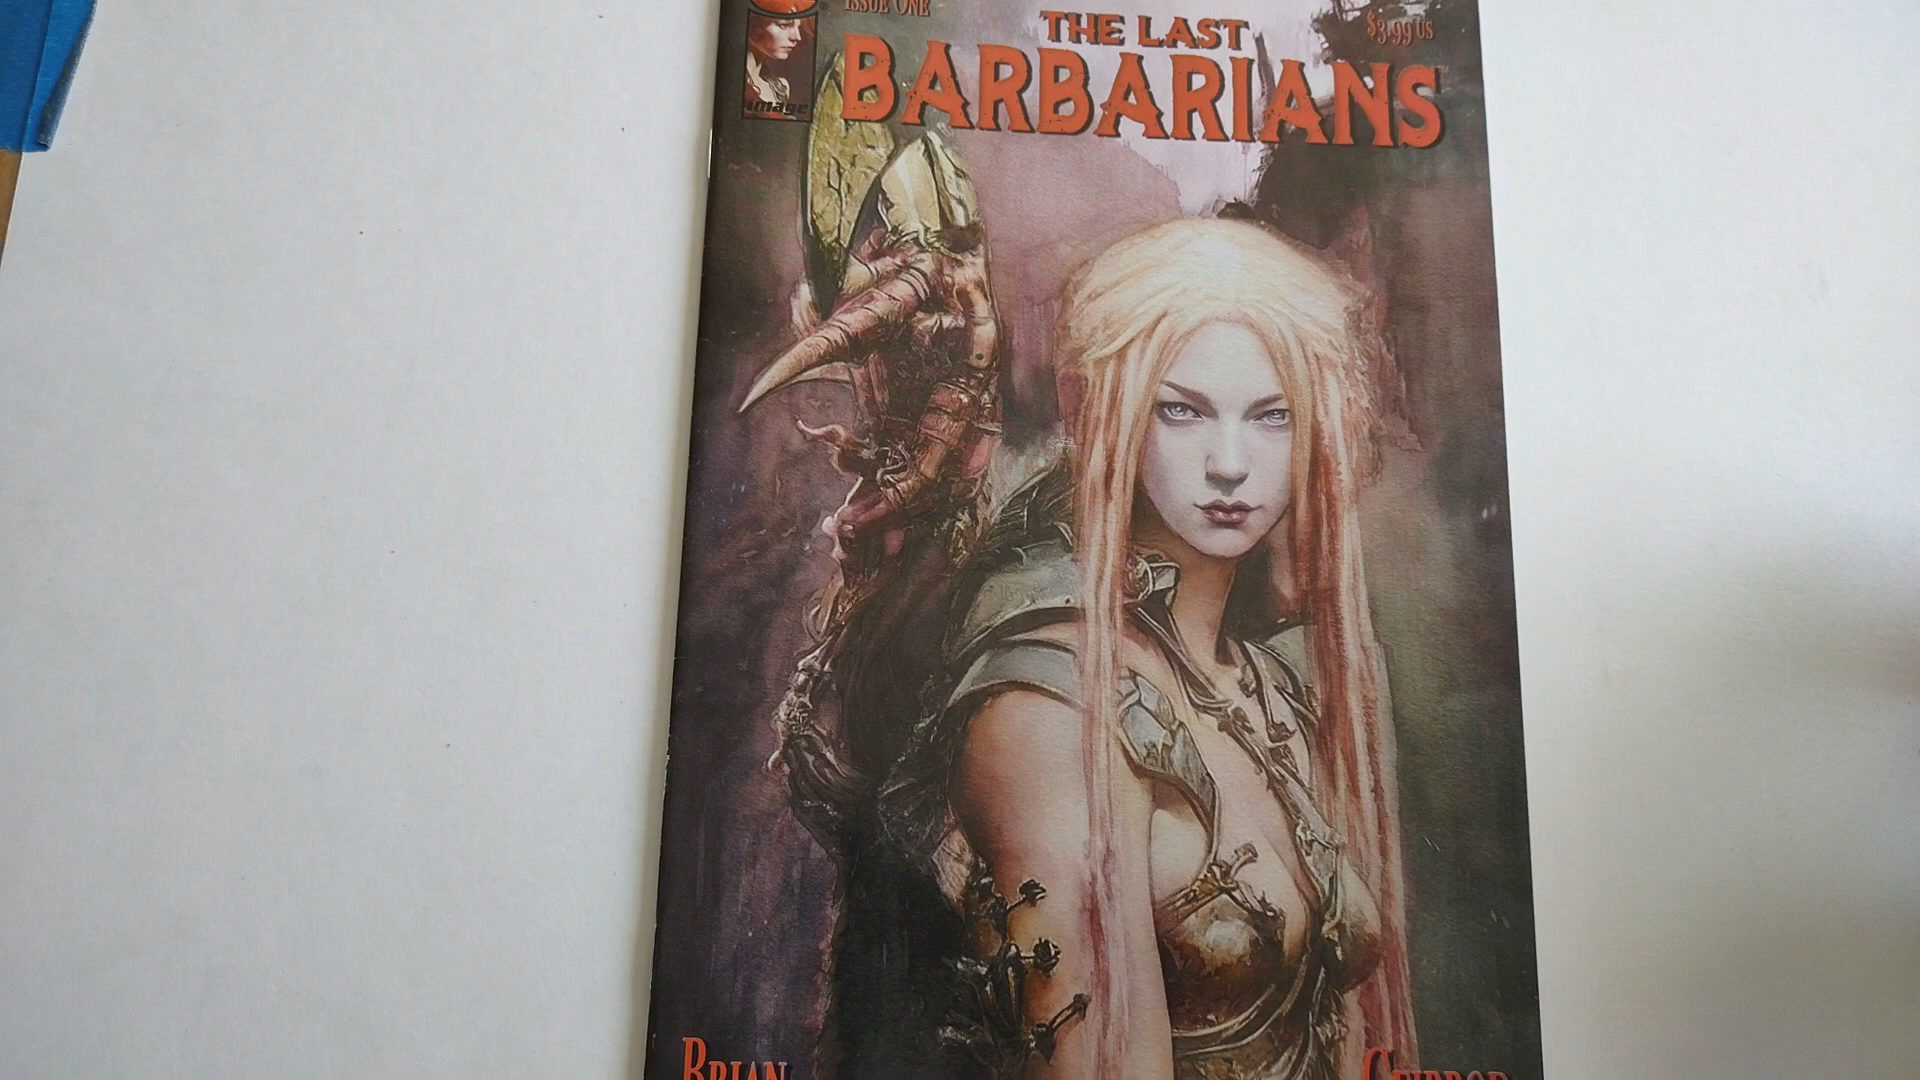 ISSUE ONE
$3.99 US
THE LAST
BARBARIANS
image
BRIAN